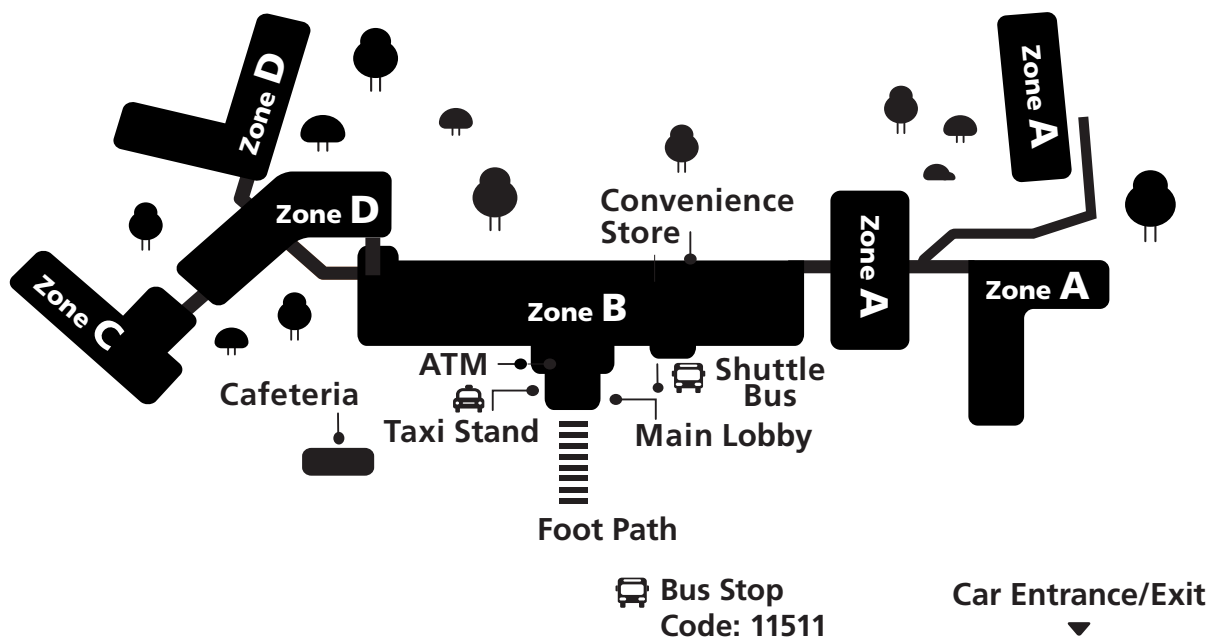 Zone D
Zone A
Convenience
Store
Zone D
Zone A
Zone A
Zone C
Zone B
ATM
Shuttle
Bus
Cafeteria
Taxi Stand
Main Lobby
Foot Path
Bus Stop
Code: 11511
Car Entrance/Exit